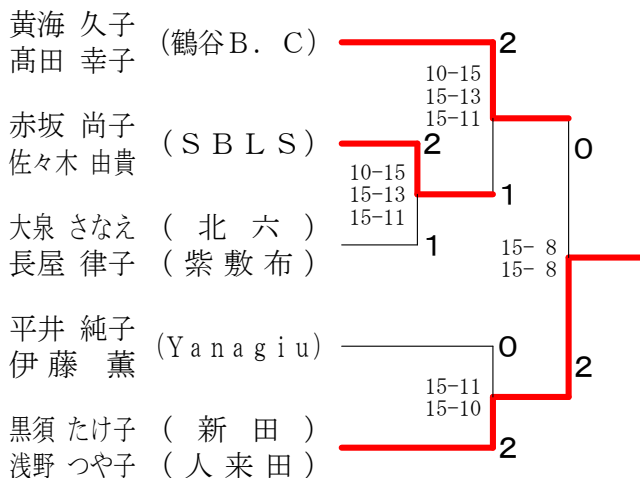 黄海 久子 (鶴谷B．C) 2
髙田 幸子
10-15
15-13
15-11
赤坂 尚子 (ＳＢＬＳ) 2 0
佐々木 由貴
10-15
15-13 1
15-11
大泉 さなえ ( 北 六 ) 1
長屋 律子 ( 紫敷布 )
15- 8
15- 8
平井 純子 (Yanagiu) 0
伊藤 薫
2
15-11
15-10
黒須 たけ子 ( 新 田 ) 2
浅野 つや子 ( 人来田 )